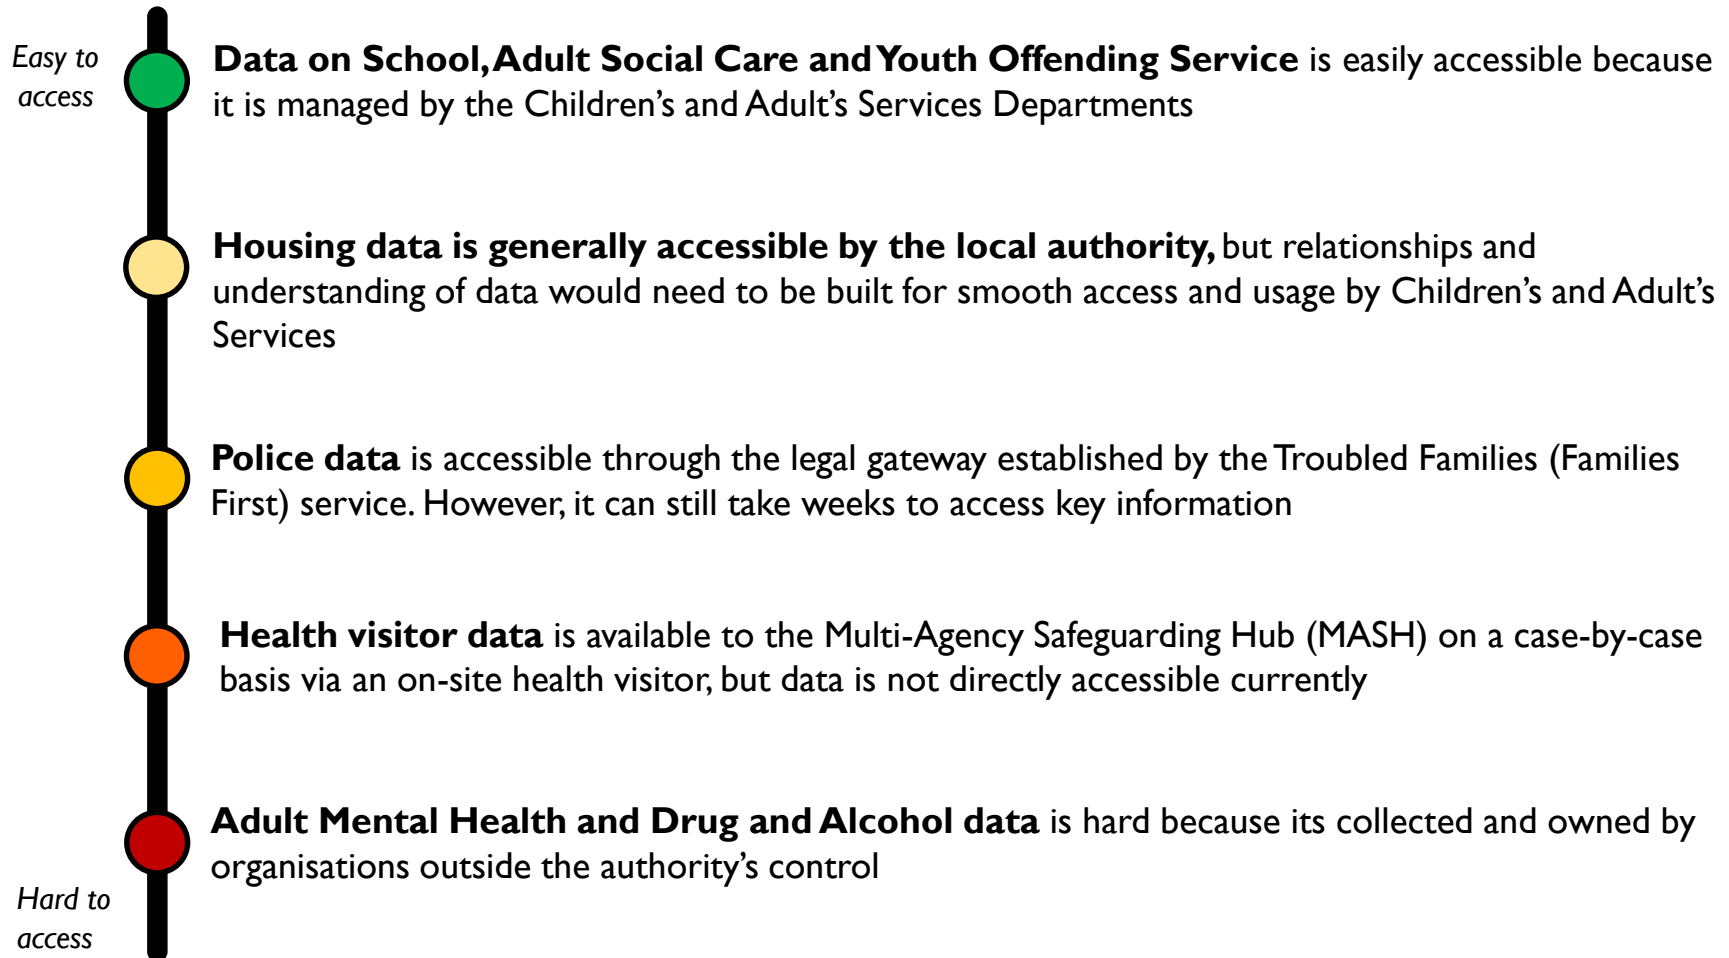 Easy to
access
Data on School, Adult Social Care and Youth Offending Service is easily accessible because
it is managed by the Children’s and Adult’s Services Departments
Housing data is generally accessible by the local authority, but relationships and
understanding of data would need to be built for smooth access and usage by Children’s and Adult’s
Services
Police data is accessible through the legal gateway established by the Troubled Families (Families
First) service. However, it can still take weeks to access key information
Health visitor data is available to the Multi-Agency Safeguarding Hub (MASH) on a case-by-case
basis via an on-site health visitor, but data is not directly accessible currently
Adult Mental Health and Drug and Alcohol data is hard because its collected and owned by
organisations outside the authority’s control
Hard to
access